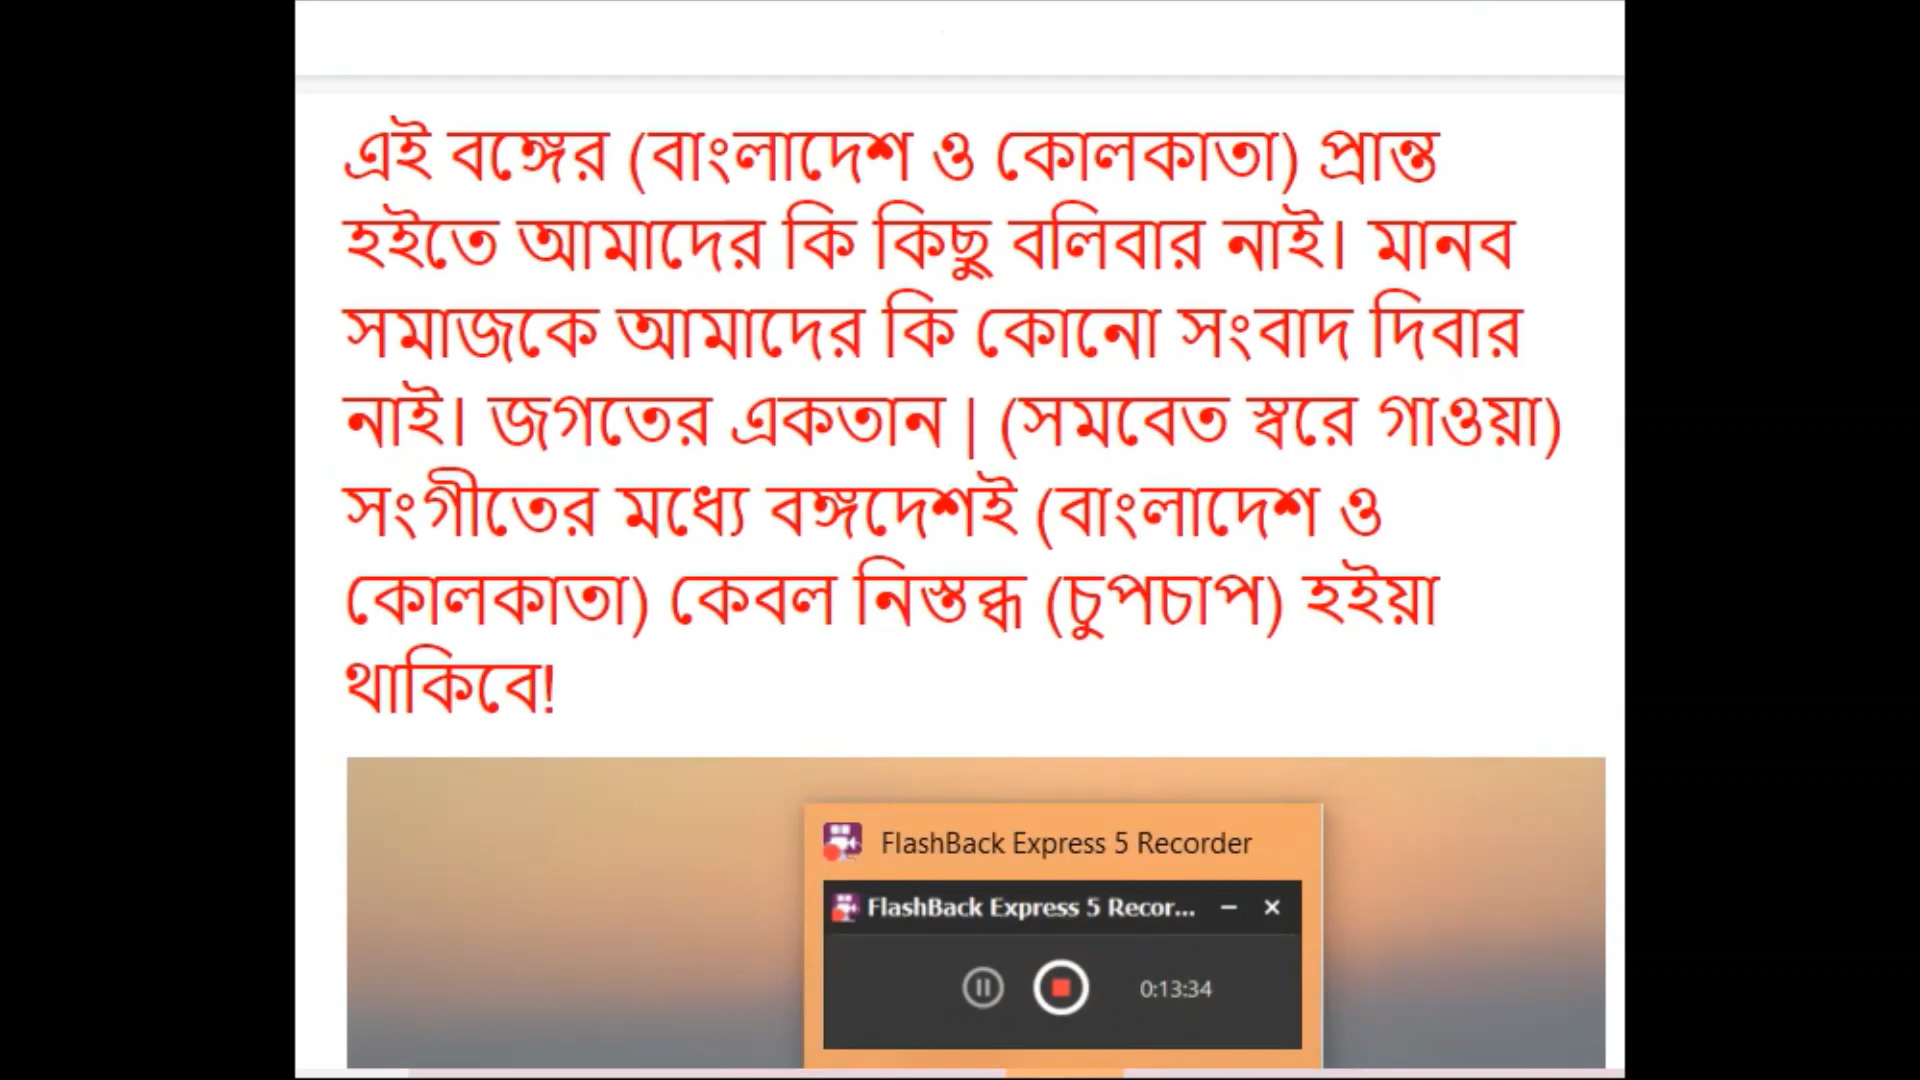 এই বঙ্গের (বাংলাদেশ ও কোলকাতা) প্রান্ত
হইতে আমাদের কি কিছু বলিবার নাই। মানব
সমাজকে আমাদের কি কোনো সংবাদ দিবার
নাই। জগতের একতান | (সমবেত স্বরে গাওয়া)
সংগীতের মধ্যে বঙ্গদেশই (বাংলাদেশ ও
কোলকাতা) কেবল নিস্তব্ধ (চুপচাপ) হইয়া
থাকিবে!
FlashBack Express 5 Recorder
FlashBack Express 5 Recor...
0:13:34